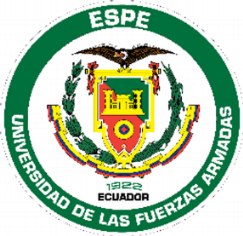 ESPE
1922
ECUADOR
UNIVERSIDAD DE LAS FUERZAS ARMADAS